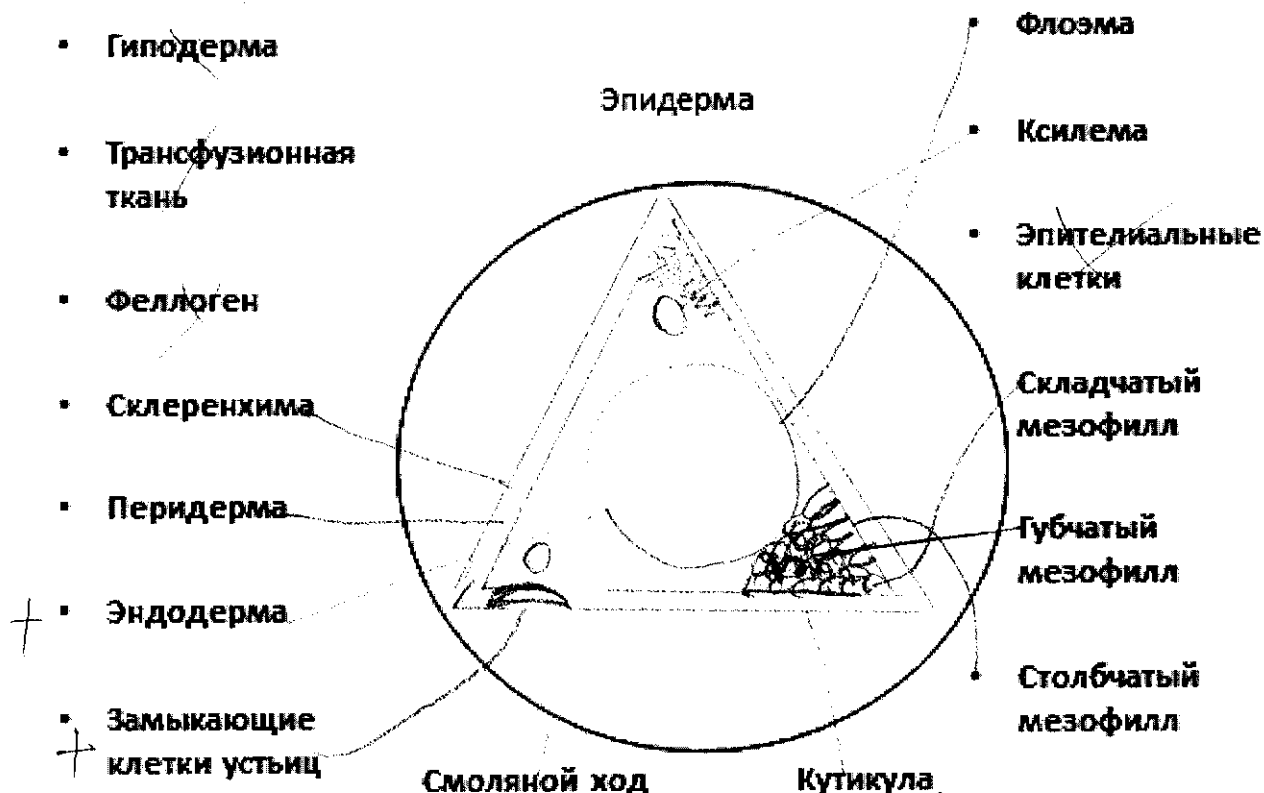 Гиподерма
Трансфузионная
ткань
Феллоген
Склеренхима
Перидерма
Эндодерма
Замыкающие
клетки устьиц
Эпидерма
Смоляной ход
Кутикула
Флоэма
Ксилема
Эпителиальные
клетки
Складчатый
мезофилл
Губчатый
мезофилл
Столбчатый
мезофилл